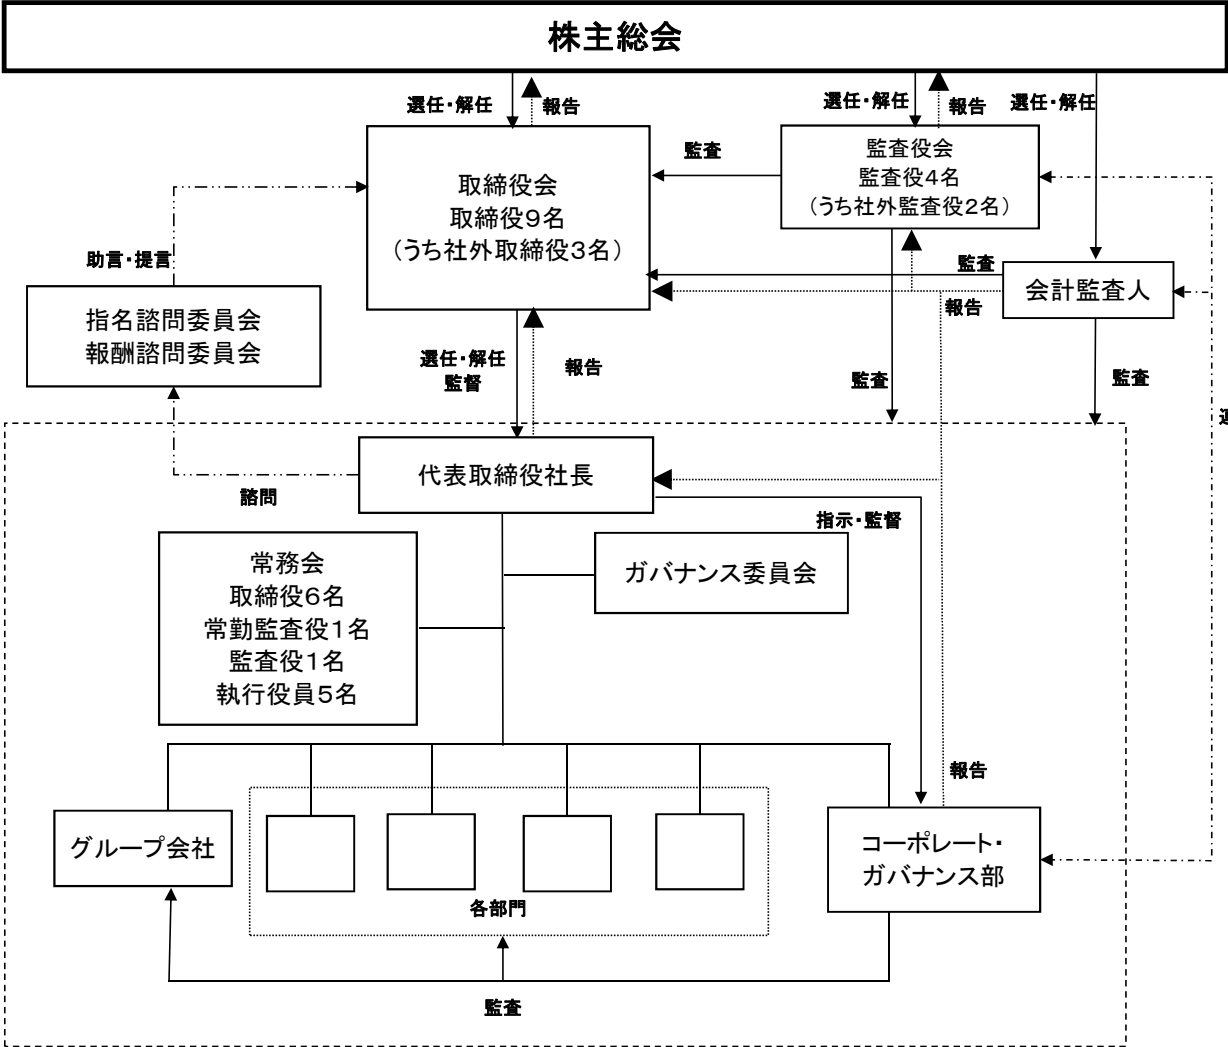 株主総会
選任・解任
報告
選任・解任
報告
選任・解任
取締役会
取締役9名
(うち社外取締役3名)
監査
監査役会
監査役4名
(うち社外監査役2名)
助言・提言
監査
会計監査人
報告
指名諮問委員会
報酬諮問委員会
選任・解任
監督
報告
監査
監査
代表取締役社長
諮問
指示・監督
常務会
取締役6名
常勤監査役1名
監査役1名
執行役員5名
ガバナンス委員会
報告
グループ会社
コーポレート・
ガバナンス部
各部門
監査